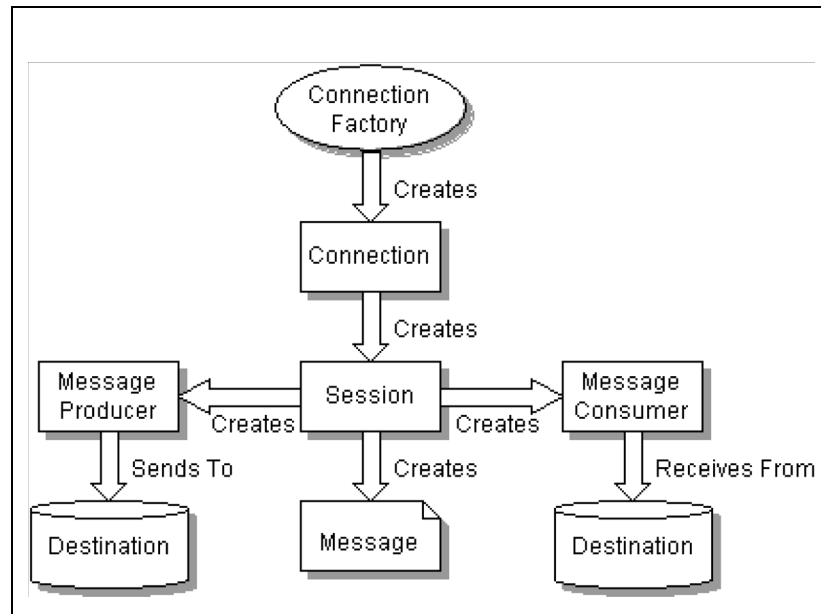 Connection
Factory
Creates
Connection
Creates
Message
Producer
Creates
Session
Creates
Message
Consumer
Sends To
Creates
Receives From
Destination
Message
Destination